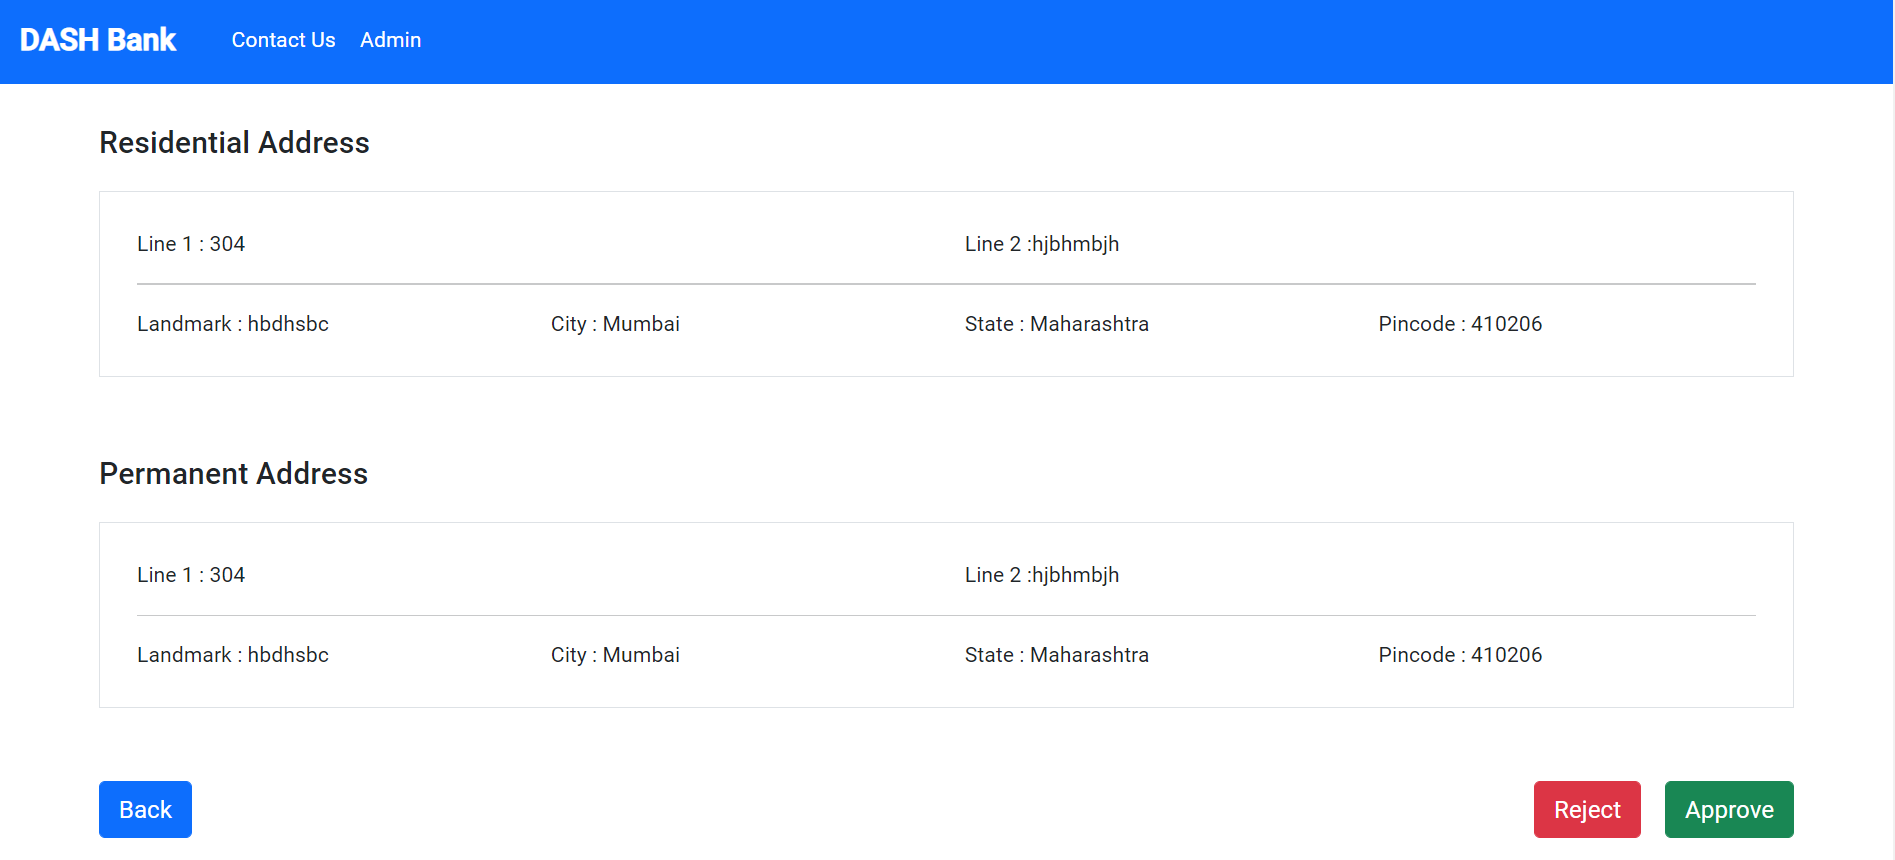 DASH Bank Contact Us Admin
Residential Address
Line 1 : 304 Line 2 :hjbhmbjh
Landmark : hbdhsbc City : Mumbai State : Maharashtra Pincode : 410206
Permanent Address
Line 1 : 304 Line 2 :hjbhmbjh
Landmark : hbdhsbc City : Mumbai State : Maharashtra Pincode : 410206
Back Reject Approve